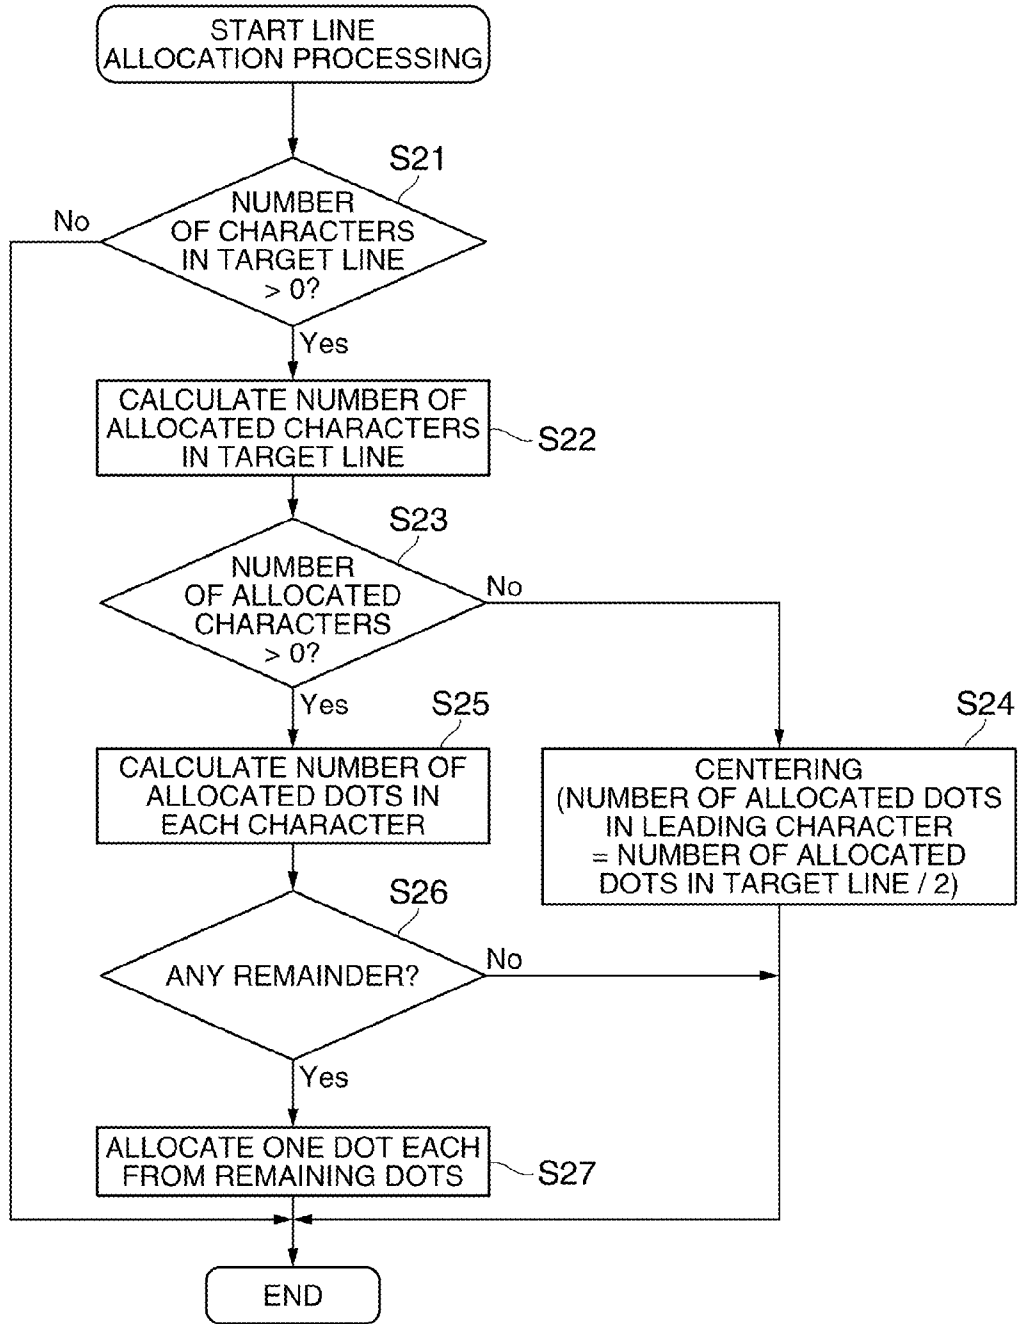 START LINE
ALLOCATION PROCESSING
S21
No
NUMBER
OF CHARACTERS
IN TARGET LINE
> 0?
Yes
CALCULATE NUMBER OF
ALLOCATED CHARACTERS
IN TARGET LINE
S22
S23
NUMBER
OF ALLOCATED
CHARACTERS
> 0?
No
Yes
S25
CALCULATE NUMBER OF
ALLOCATED DOTS IN
EACH CHARACTER
S24
CENTERING
(NUMBER OF ALLOCATED DOTS
IN LEADING CHARACTER
= NUMBER OF ALLOCATED
DOTS IN TARGET LINE / 2)
S26
ANY REMAINDER?
No
Yes
ALLOCATE ONE DOT EACH
FROM REMAINING DOTS
S27
END